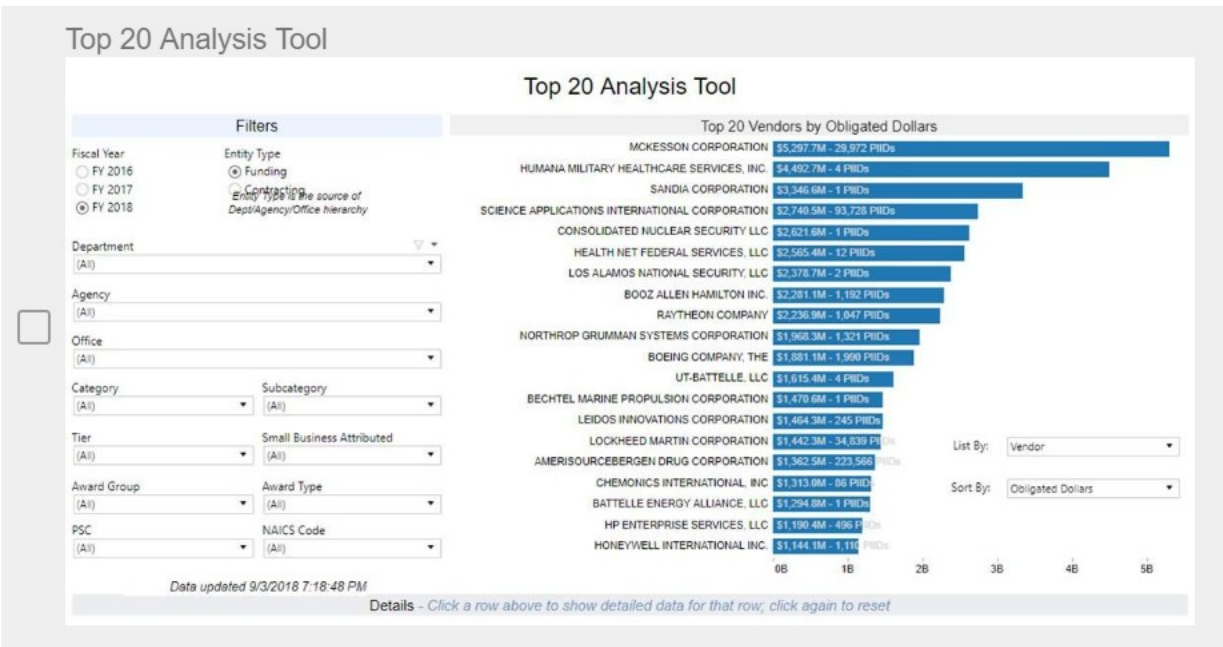 Top 20 Analysis Tool
Top 20 Analysis Tool
Filters
Fiscal Year
Entity Type
FY 2016
Funding
FY 2017
Contracting
Entity Type is the source of
FY 2018
Dept/Agency/Office hierarchy
Department
(All)
Agency
(All)
Office
(All)
Category
Subcategory
(All)
(All)
Tier
Small Business Attributed
(All)
(All)
Award Group
Award Type
(All)
(All)
PSC
NAICS Code
(All)
(All)
Data updated 9/3/2018 7:18:48 PM
Top 20 Vendors by Obligated Dollars
MCKESSON CORPORATION $5,297.7M - 29,972 PIIDs
HUMANA MILITARY HEALTHCARE SERVICES, INC. $4,492.7M - 4 PIIDs
SANDIA CORPORATION $3,346.6M - 1 PIIDs
SCIENCE APPLICATIONS INTERNATIONAL CORPORATION $2,740.5M - 93,728 PIIDs
CONSOLIDATED NUCLEAR SECURITY LLC $2,621.6M - 1 PIIDs
HEALTH NET FEDERAL SERVICES, LLC $2,565.4M - 12 PIIDs
LOS ALAMOS NATIONAL SECURITY, LLC $2,378.7M - 2 PIIDs
BOOZ ALLEN HAMILTON INC. $2,281.1M - 1,192 PIIDs
RAYTHEON COMPANY $2,236.9M - 1,047 PIIDs
NORTHROP GRUMMAN SYSTEMS CORPORATION $1,968.3M - 1,321 PIIDs
BOEING COMPANY, THE $1,881.1M - 1,990 PIIDs
UT-BATTELLE, LLC $1,615.4M - 4 PIIDs
BECHTEL MARINE PROPULSION CORPORATION $1,470.6M - 1 PIIDs
LEIDOS INNOVATIONS CORPORATION $1,464.3M - 245 PIIDs
LOCKHEED MARTIN CORPORATION $1,442.3M - 34,839 PIIDs
AMERISOURCEBERGEN DRUG CORPORATION $1,362.5M - 223,566 PIIDs
CHEMONICS INTERNATIONAL, INC $1,313.0M - 86 PIIDs
BATTELLE ENERGY ALLIANCE, LLC $1,294.8M - 1 PIIDs
HP ENTERPRISE SERVICES, LLC $1,190.4M - 496 PIIDs
HONEYWELL INTERNATIONAL INC. $1,144.1M - 1,110 PIIDs
0B 1B 2B 3B 4B 5B
List By: Vendor
Sort By: Obligated Dollars
Details - Click a row above to show detailed data for that row; click again to reset